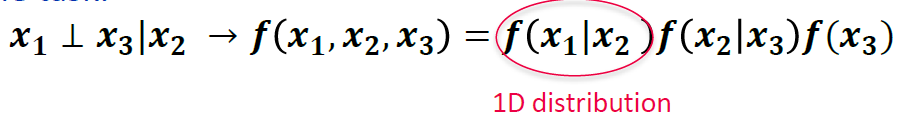 x₁ ⊥ x₃|x₂ → f(x₁, x₂, x₃) = f(x₁|x₂)f(x₂|x₃)f(x₃)
1D distribution